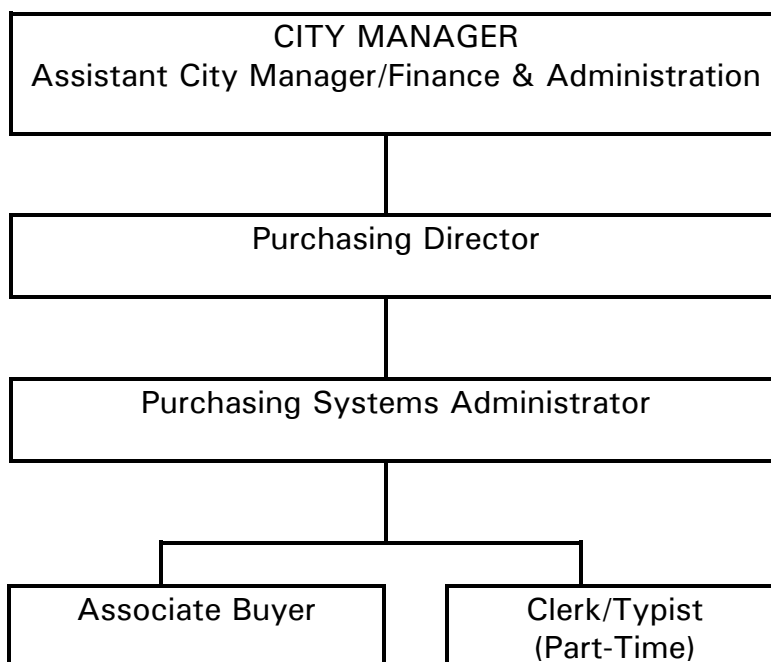 CITY MANAGER
Assistant City Manager/Finance & Administration
Purchasing Director
Purchasing Systems Administrator
Associate Buyer
Clerk/Typist
(Part-Time)